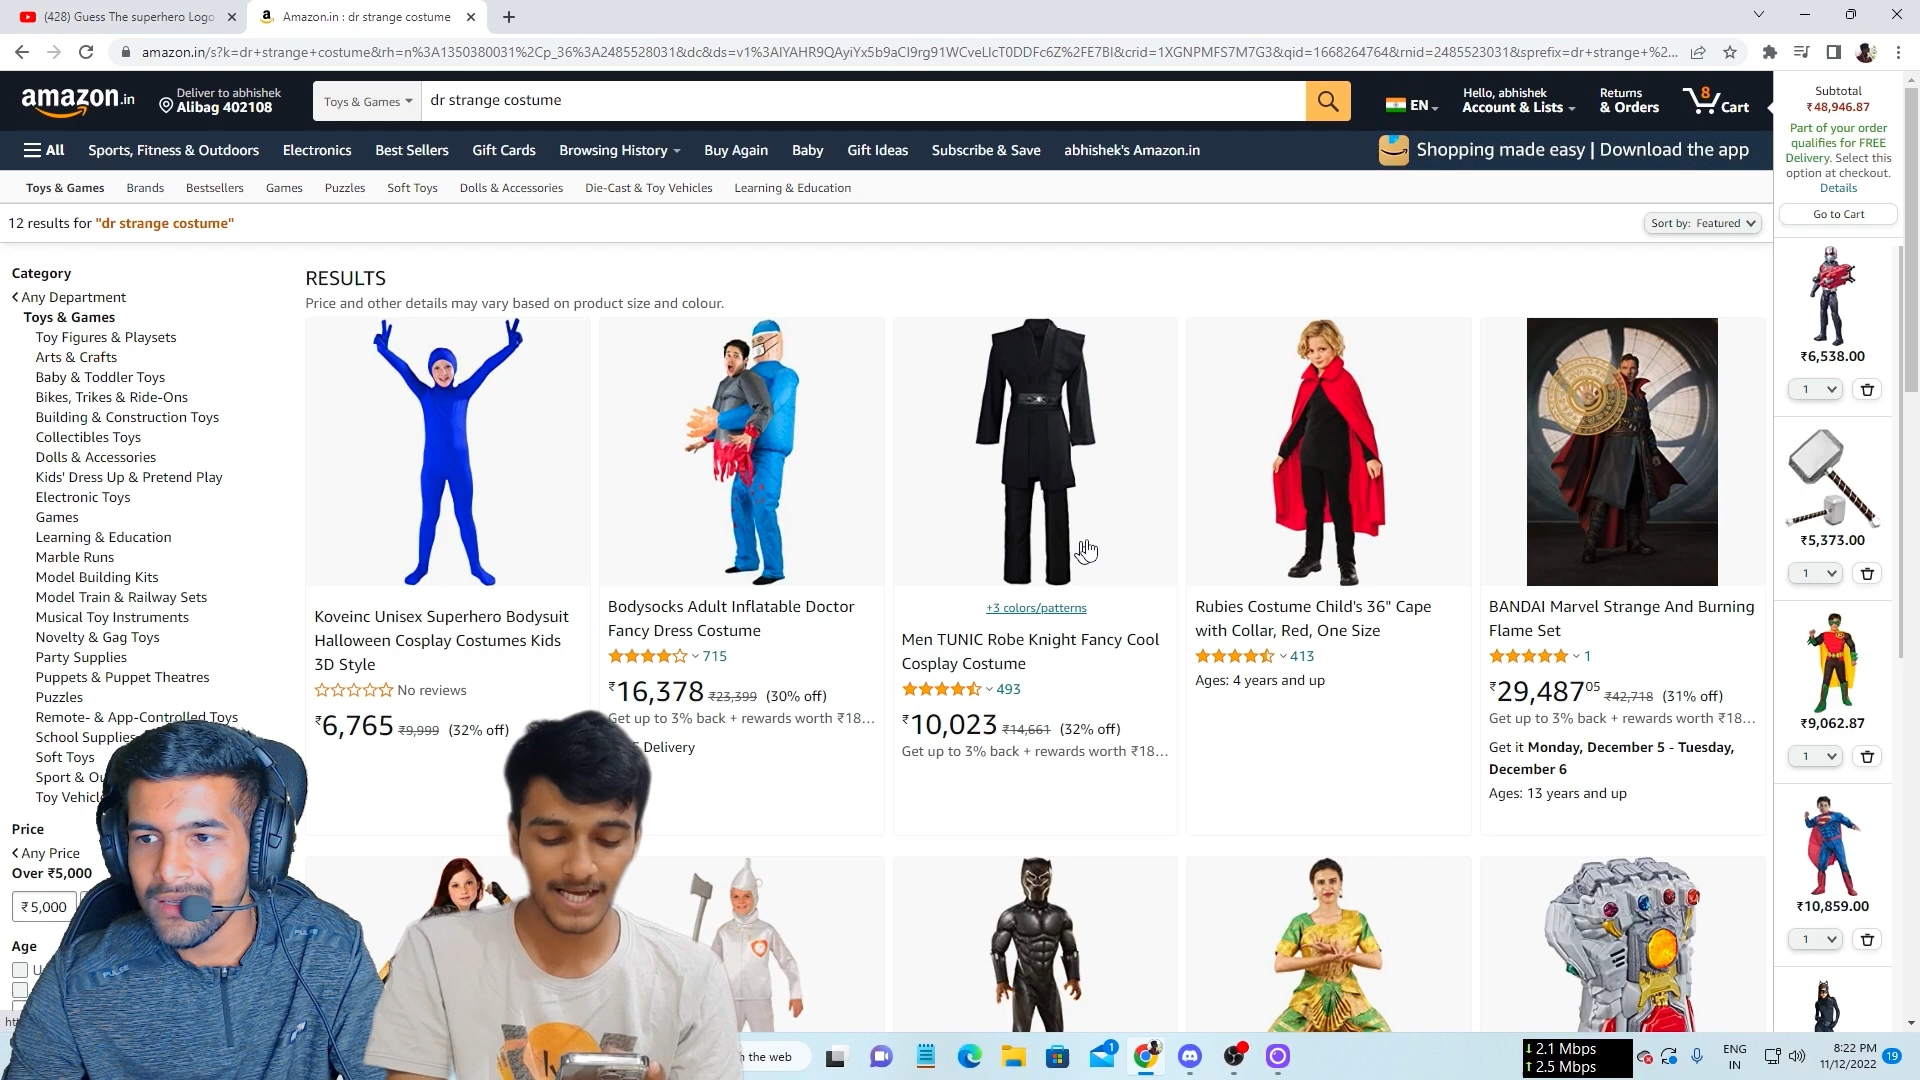 (428) Guess The superhero Logo
Amazon.in : dr strange costume
amazon.in/s?k=dr+strange+costume&rh=n%3A1350380031%2Cp_36%3A2485528031&dc&ds=v1%3AIYAHR9QAyiYx5b9aCI9rg91WCveLIcT0DDFc6Z%2FE7BI&crid=1XGNPMFS7M7G3&qid=1668264764&rnid=2485523031&sprefix=dr+strange+%2...
amazon.in
Deliver to abhishek
Alibag 402108
Toys & Games
dr strange costume
EN
Hello, abhishek
Account & Lists
Returns
& Orders
8
Cart
All
Sports, Fitness & Outdoors
Electronics
Best Sellers
Gift Cards
Browsing History
Buy Again
Baby
Gift Ideas
Subscribe & Save
abhishek's Amazon.in
Shopping made easy | Download the app
Toys & Games
Brands
Bestsellers
Games
Puzzles
Soft Toys
Dolls & Accessories
Die-Cast & Toy Vehicles
Learning & Education
12 results for "dr strange costume"
Sort by: Featured
Category
Any Department
Toys & Games
Toy Figures & Playsets
Arts & Crafts
Baby & Toddler Toys
Bikes, Trikes & Ride-Ons
Building & Construction Toys
Collectibles Toys
Dolls & Accessories
Kids' Dress Up & Pretend Play
Electronic Toys
Games
Learning & Education
Marble Runs
Model Building Kits
Model Train & Railway Sets
Musical Toy Instruments
Novelty & Gag Toys
Party Supplies
Puppets & Puppet Theatres
Puzzles
Remote- & App-Controlled Toys
School Supplies
Soft Toys
Sport & Ou
Toy Vehicl
Price
Any Price
Over ₹5,000
₹5,000
Age
U
RESULTS
Price and other details may vary based on product size and colour.
Koveinc Unisex Superhero Bodysuit
Halloween Cosplay Costumes Kids
3D Style
No reviews
₹6,765 ₹9,999 (32% off)
Bodysocks Adult Inflatable Doctor
Fancy Dress Costume
715
₹16,378 ₹23,399 (30% off)
Get up to 3% back + rewards worth ₹18...
Delivery
+3 colors/patterns
Men TUNIC Robe Knight Fancy Cool
Cosplay Costume
493
₹10,023 ₹14,661 (32% off)
Get up to 3% back + rewards worth ₹18...
Rubies Costume Child's 36" Cape
with Collar, Red, One Size
413
Ages: 4 years and up
BANDAI Marvel Strange And Burning
Flame Set
1
₹29,487 05 ₹42,718 (31% off)
Get up to 3% back + rewards worth ₹18...
Get it Monday, December 5 - Tuesday,
December 6
Ages: 13 years and up
Subtotal
₹48,946.87
Part of your order
qualifies for FREE
Delivery. Select this
option at checkout.
Details
Go to Cart
₹6,538.00
1
₹5,373.00
1
₹9,062.87
1
₹10,859.00
1
PULSE
PULSE
h the web
1
↓ 2.1 Mbps
↑ 2.5 Mbps
ENG
IN
8:22 PM
11/12/2022
19